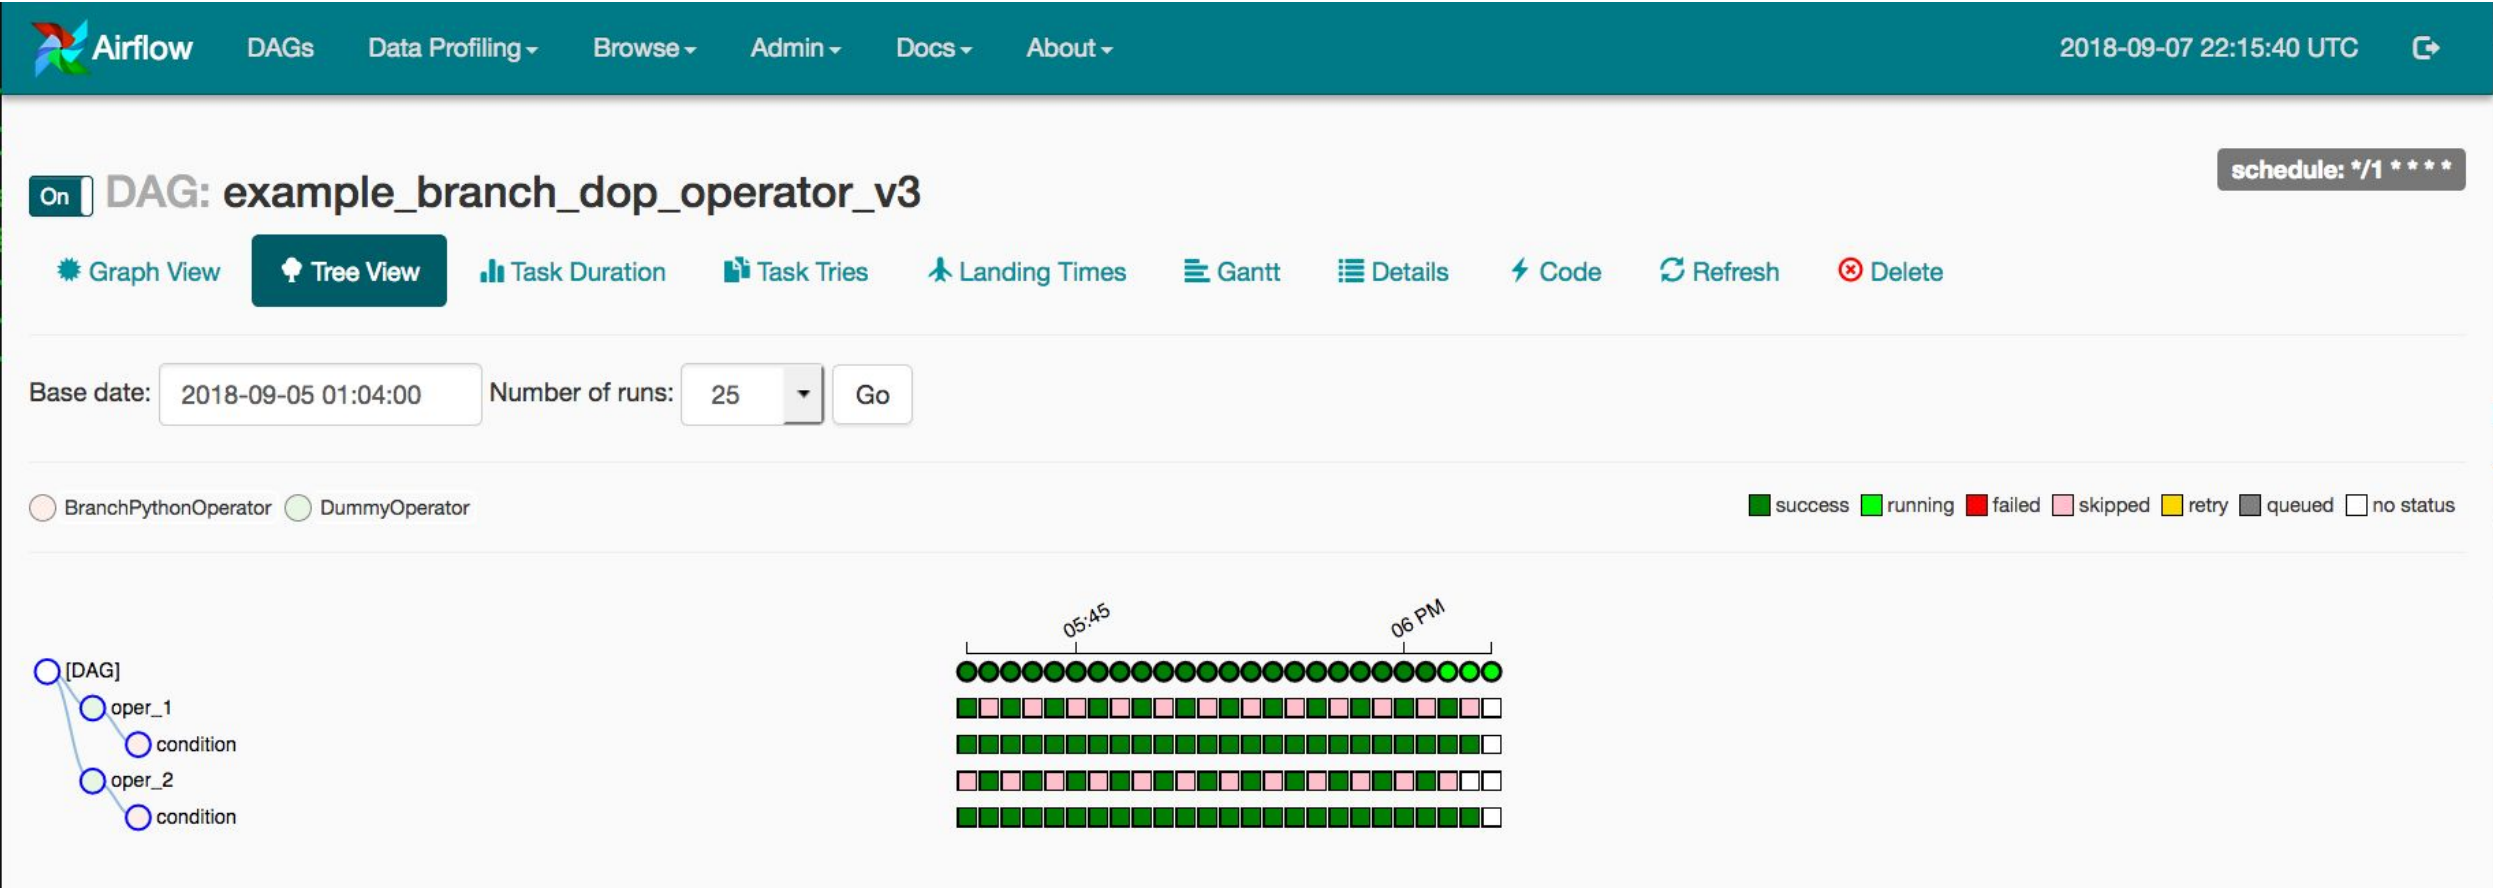 Airflow DAGs Data Profiling Browse Admin Docs About 2018-09-07 22:15:40 UTC
schedule: */1 * * * *
On DAG: example_branch_dop_operator_v3
Graph View Tree View Task Duration Task Tries Landing Times Gantt Details Code Refresh Delete
Base date: 2018-09-05 01:04:00 Number of runs: 25 Go
BranchPythonOperator DummyOperator success running failed skipped retry queued no status
05:45 06 PM
[DAG]
oper_1
condition
oper_2
condition